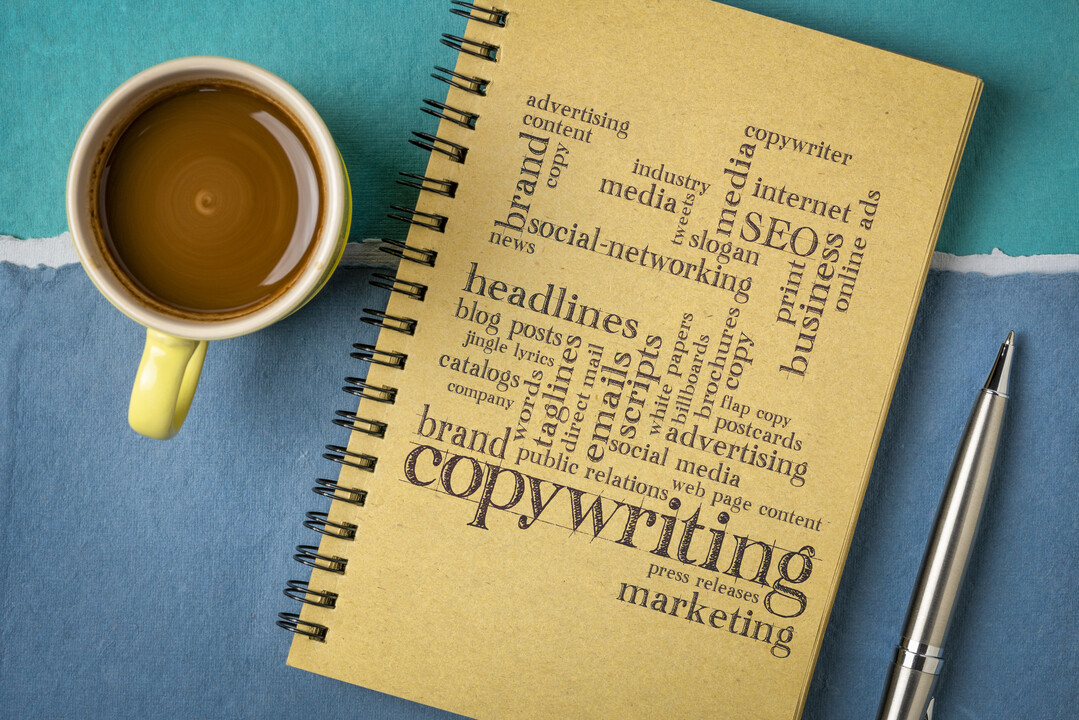 advertising
content
copy
brand
news
industry
media
tweets
slogan
social-networking
copywriter
media
internet
SEO
print
business
online ads
headlines
blog posts
jingle lyrics
catalogs
company
words
taglines
direct mail
emails
scripts
white papers
billboards
brochures
copy
flap copy
postcards
advertising
social media
brand
public relations
web page content
copywriting
press releases
marketing